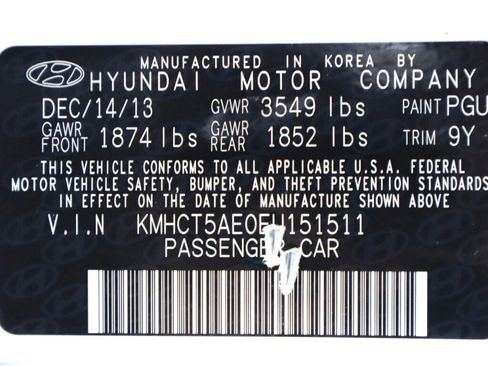 MANUFACTURED IN KOREA BY
HYUNDAI MOTOR COMPANY
DEC/14/13 GVWR 3549 lbs PAINT PGU
GAWR FRONT 1874 lbs GAWR REAR 1852 lbs TRIM 9Y
THIS VEHICLE CONFORMS TO ALL APPLICABLE U.S.A. FEDERAL
MOTOR VEHICLE SAFETY, BUMPER, AND THEFT PREVENTION STANDARDS
IN EFFECT ON THE DATE OF MANUFACTURE SHOWN ABOVE
V.I.N KMHCT5AE0EU151511
PASSENGER CAR